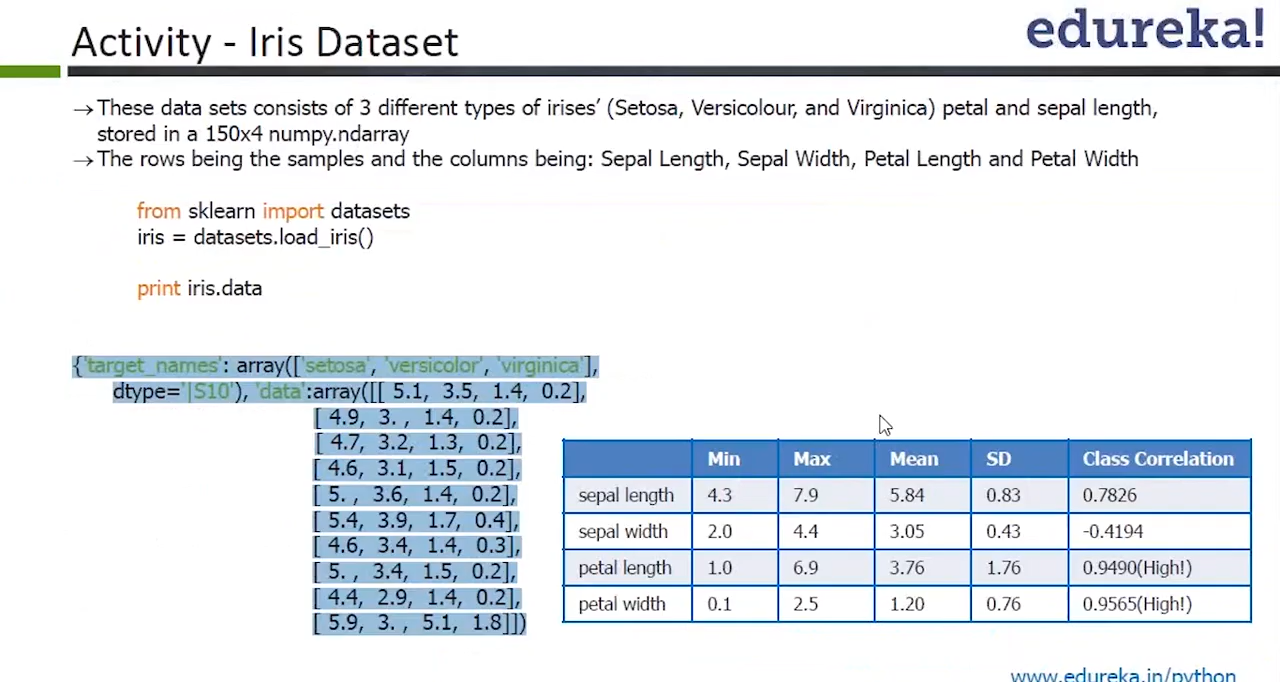 Activity - Iris Dataset
edureka!
→These data sets consists of 3 different types of irises’ (Setosa, Versicolour, and Virginica) petal and sepal length,
stored in a 150x4 numpy.ndarray
→The rows being the samples and the columns being: Sepal Length, Sepal Width, Petal Length and Petal Width
from sklearn import datasets
iris = datasets.load_iris()
print iris.data
{'target_names': array(['setosa', 'versicolor', 'virginica'],
dtype='|S10'), 'data':array([[ 5.1, 3.5, 1.4, 0.2],
[ 4.9, 3. , 1.4, 0.2],
[ 4.7, 3.2, 1.3, 0.2],
[ 4.6, 3.1, 1.5, 0.2],
[ 5. , 3.6, 1.4, 0.2],
[ 5.4, 3.9, 1.7, 0.4],
[ 4.6, 3.4, 1.4, 0.3],
[ 5. , 3.4, 1.5, 0.2],
[ 4.4, 2.9, 1.4, 0.2],
[ 5.9, 3. , 5.1, 1.8]])
Min Max Mean SD Class Correlation
sepal length 4.3 7.9 5.84 0.83 0.7826
sepal width 2.0 4.4 3.05 0.43 -0.4194
petal length 1.0 6.9 3.76 1.76 0.9490(High!)
petal width 0.1 2.5 1.20 0.76 0.9565(High!)
www.edureka.in/python